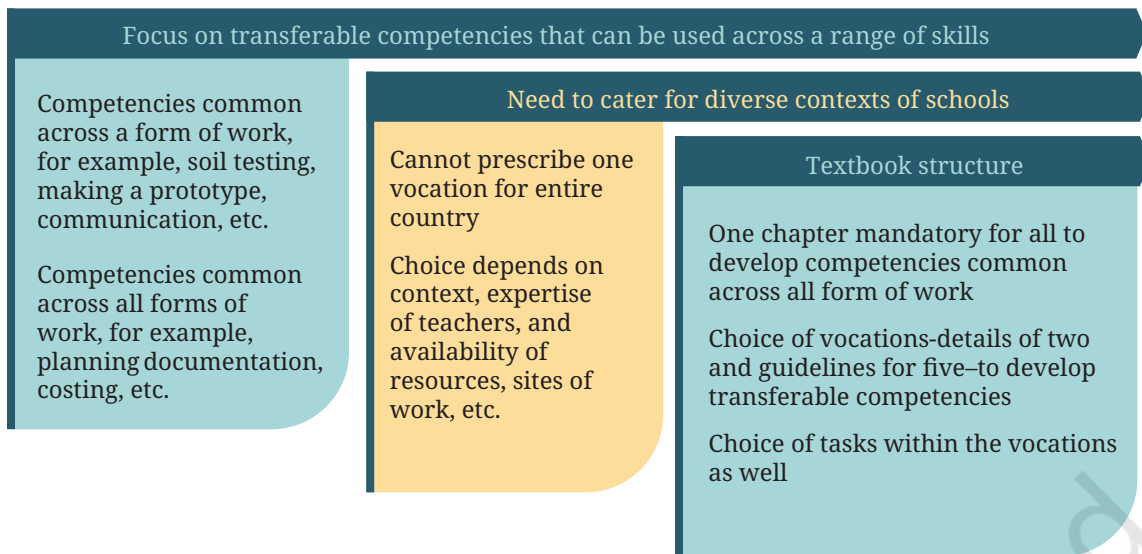 Focus on transferable competencies that can be used across a range of skills
Competencies common
across a form of work,
for example, soil testing,
making a prototype,
communication, etc.
Competencies common
across all forms of
work, for example,
planning documentation,
costing, etc.
Need to cater for diverse contexts of schools
Cannot prescribe one
vocation for entire
country
Choice depends on
context, expertise
of teachers, and
availability of
resources, sites of
work, etc.
Textbook structure
One chapter mandatory for all to
develop competencies common
across all form of work
Choice of vocations-details of two
and guidelines for five–to develop
transferable competencies
Choice of tasks within the vocations
as well